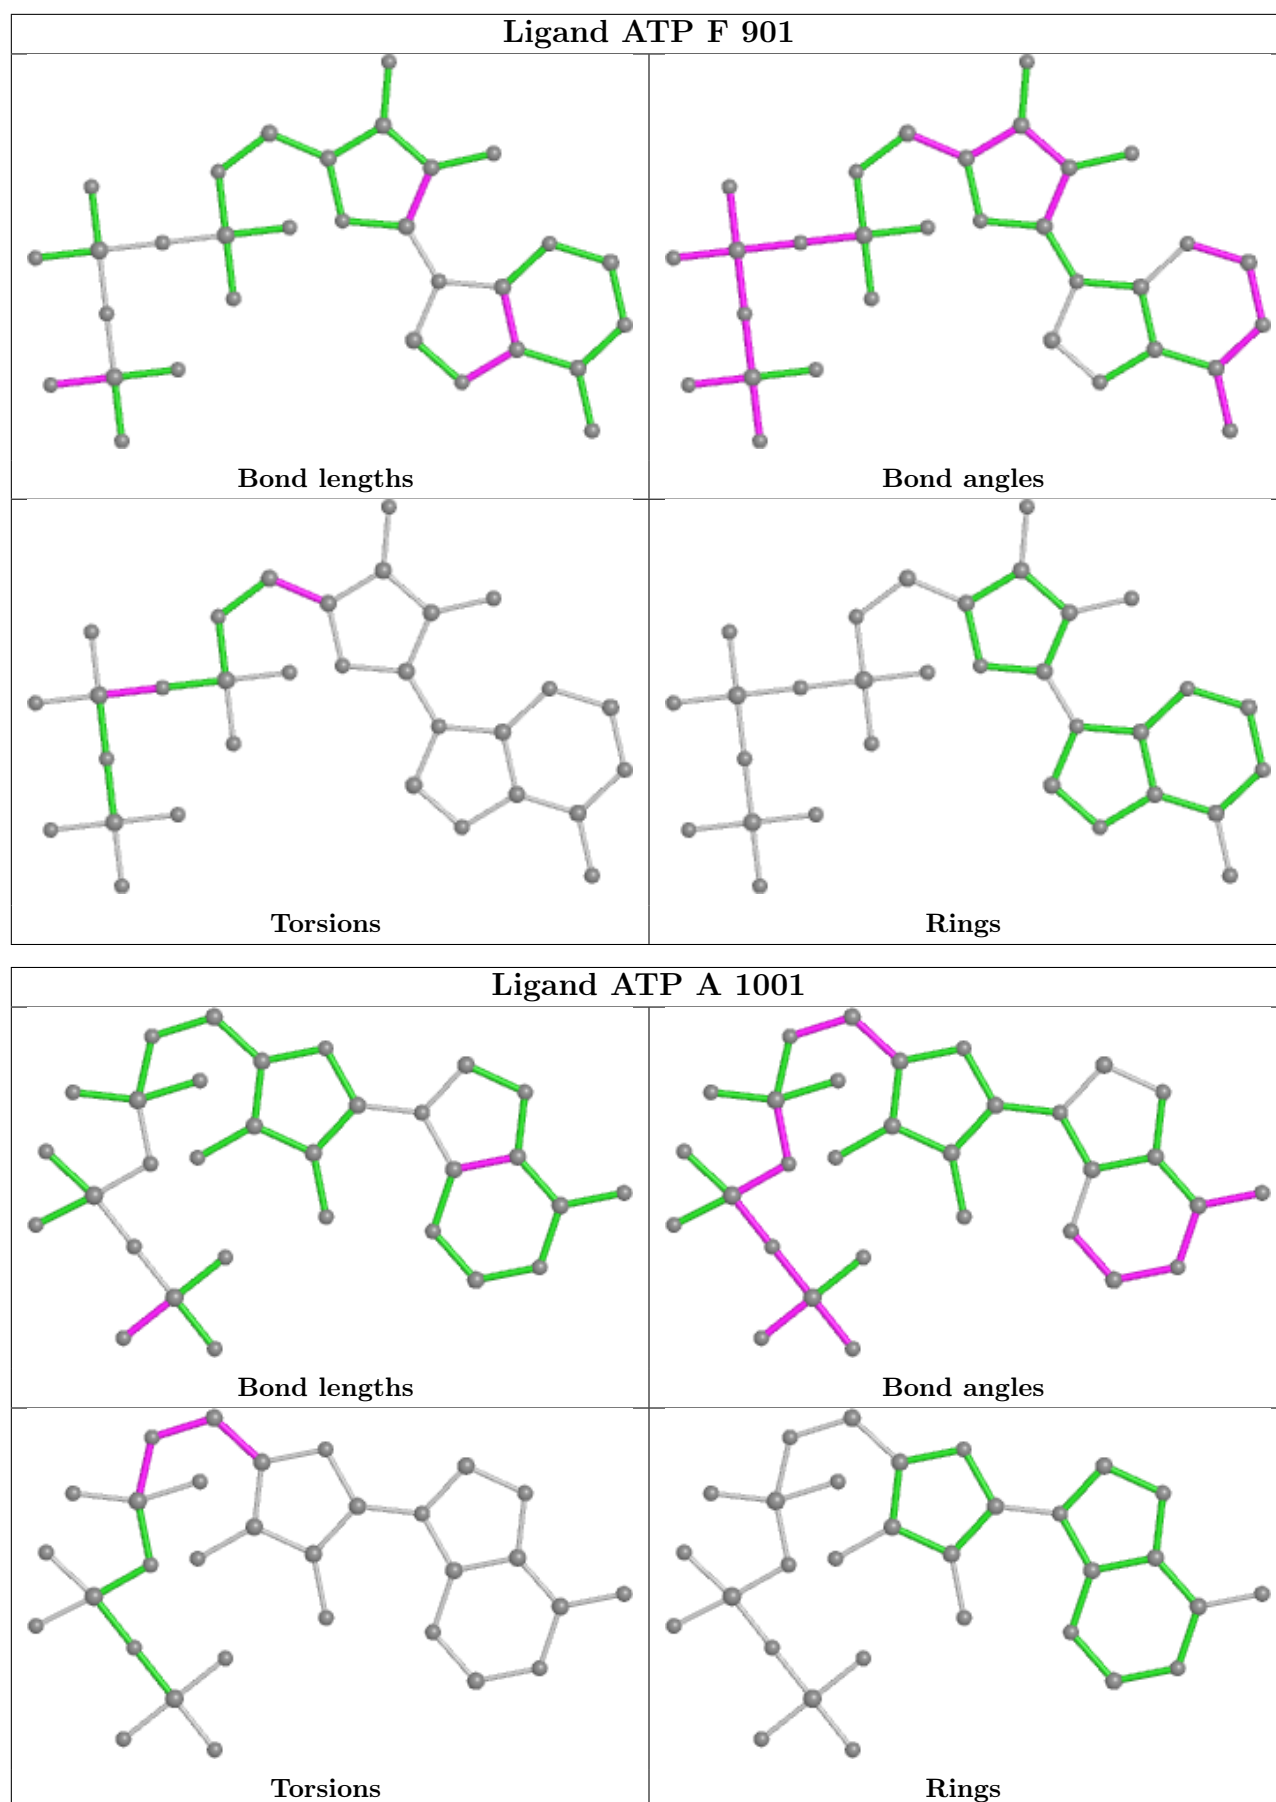 Ligand ATP F 901
Bond lengths
Bond angles
Torsions
Rings
Ligand ATP A 1001
Bond lengths
Bond angles
Torsions
Rings